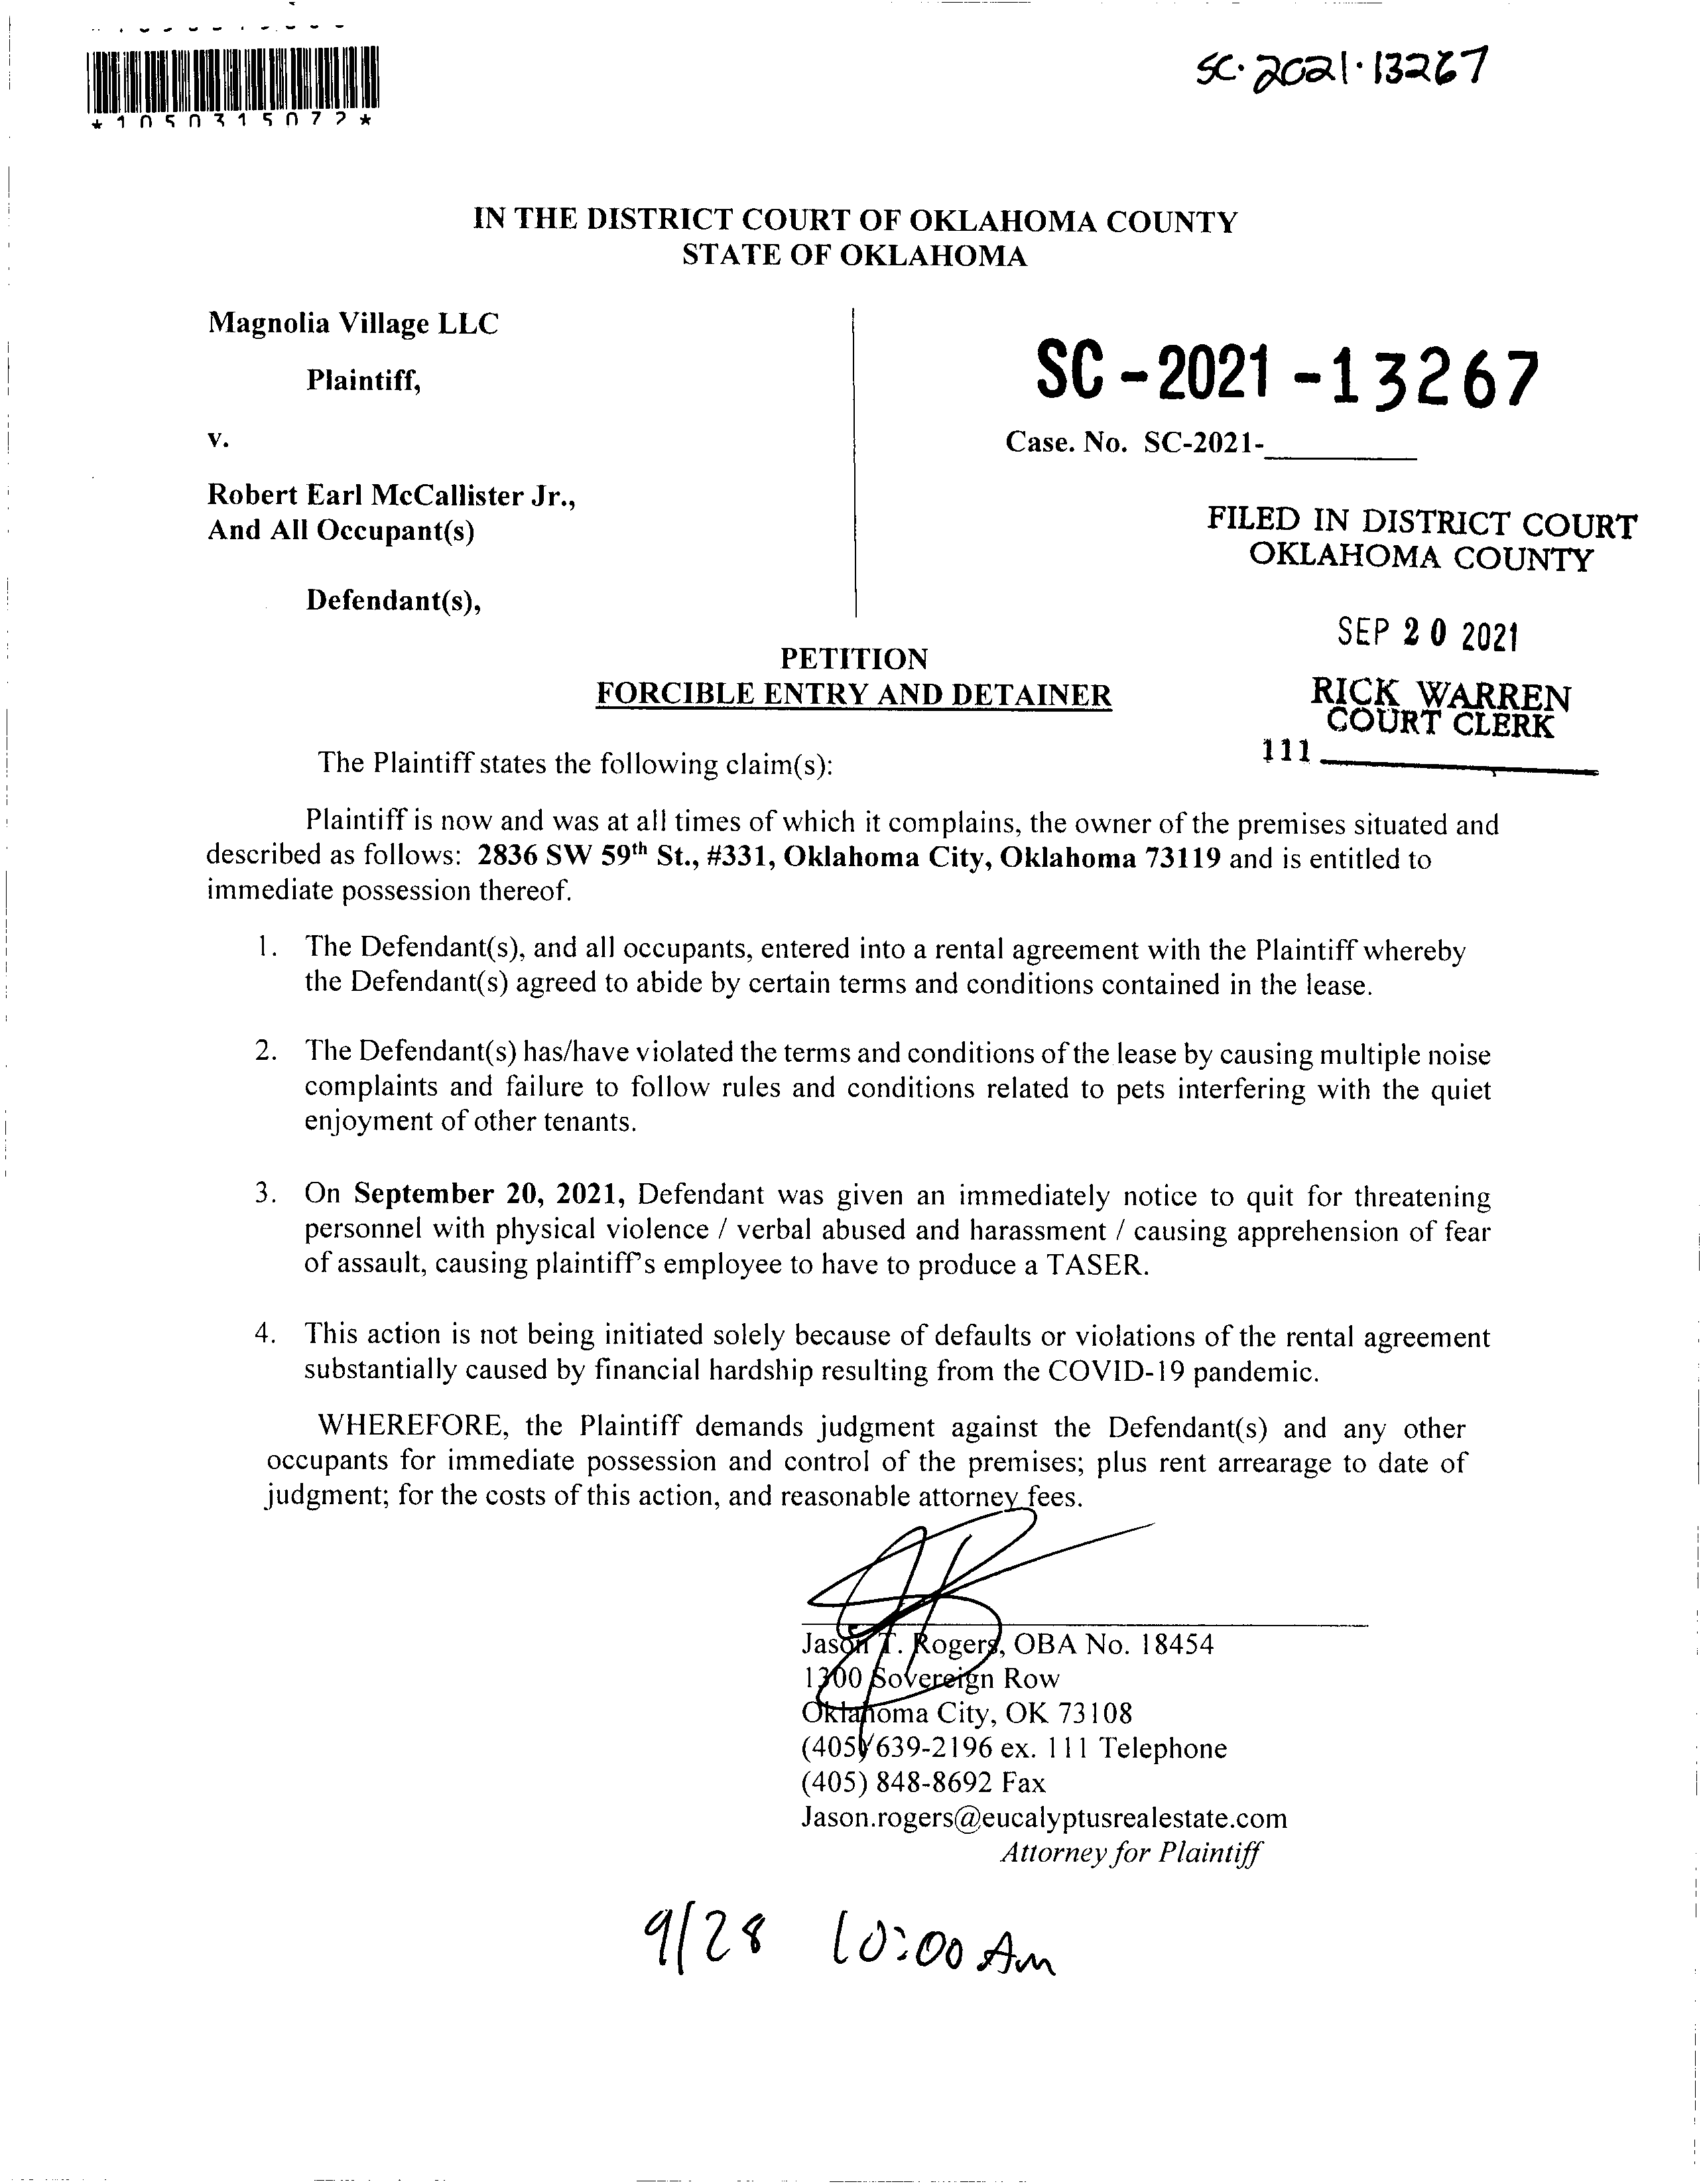 *1050315072*
SC·2021·13267
IN THE DISTRICT COURT OF OKLAHOMA COUNTY
STATE OF OKLAHOMA
Magnolia Village LLC
Plaintiff,
v.
Robert Earl McCallister Jr.,
And All Occupant(s)
Defendant(s),
SC-2021-13267
Case. No. SC-2021-________
FILED IN DISTRICT COURT
OKLAHOMA COUNTY
SEP 20 2021
RICK WARREN
COURT CLERK
111 ________
PETITION
FORCIBLE ENTRY AND DETAINER
The Plaintiff states the following claim(s):
Plaintiff is now and was at all times of which it complains, the owner of the premises situated and
described as follows: 2836 SW 59th St., #331, Oklahoma City, Oklahoma 73119 and is entitled to
immediate possession thereof.
1. The Defendant(s), and all occupants, entered into a rental agreement with the Plaintiff whereby
the Defendant(s) agreed to abide by certain terms and conditions contained in the lease.
2. The Defendant(s) has/have violated the terms and conditions of the lease by causing multiple noise
complaints and failure to follow rules and conditions related to pets interfering with the quiet
enjoyment of other tenants.
3. On September 20, 2021, Defendant was given an immediately notice to quit for threatening
personnel with physical violence / verbal abused and harassment / causing apprehension of fear
of assault, causing plaintiff's employee to have to produce a TASER.
4. This action is not being initiated solely because of defaults or violations of the rental agreement
substantially caused by financial hardship resulting from the COVID-19 pandemic.
WHEREFORE, the Plaintiff demands judgment against the Defendant(s) and any other
occupants for immediate possession and control of the premises; plus rent arrearage to date of
judgment; for the costs of this action, and reasonable attorney fees.
Jason T. Rogers, OBA No. 18454
1300 Sovereign Row
Oklahoma City, OK 73108
(405) 639-2196 ex. 111 Telephone
(405) 848-8692 Fax
Jason.rogers@eucalyptusrealestate.com
Attorney for Plaintiff
9/28 10:00 Am